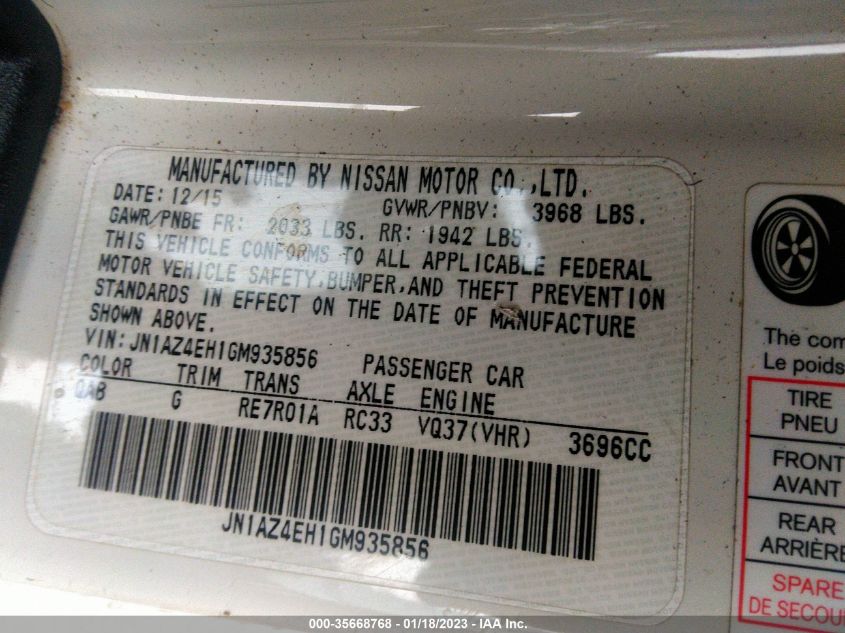 MANUFACTURED BY NISSAN MOTOR CO.,LTD.
DATE: 12/15 GVWR/PNBV: 3968 LBS.
GAWR/PNBE FR: 2033 LBS. RR: 1942 LBS.
THIS VEHICLE CONFORMS TO ALL APPLICABLE FEDERAL
MOTOR VEHICLE SAFETY,BUMPER,AND THEFT PREVENTION
STANDARDS IN EFFECT ON THE DATE OF MANUFACTURE
SHOWN ABOVE.
VIN:JN1AZ4EH1GM935856 PASSENGER CAR
COLOR TRIM TRANS AXLE ENGINE
QAB G RE7R01A RC33 VQ37(VHR) 3696CC
JN1AZ4EH1GM935856
The com
Le poids
TIRE
PNEU
FRONT
AVANT
REAR
ARRIÈRE
SPARE
DE SECOU
000-35668768 - 01/18/2023 - IAA Inc.